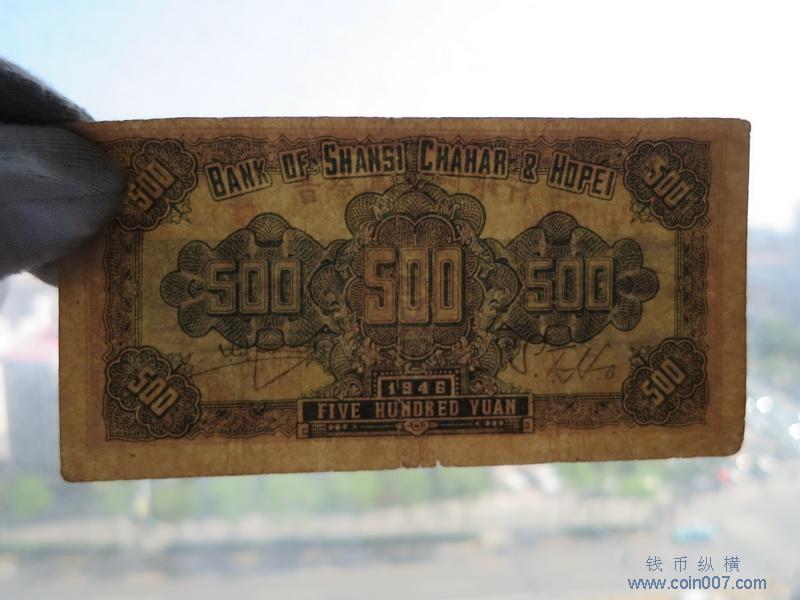 BANK OF SHANSI CHAHAR & HOPEI
500 500
500 500 500
500 500
1946
FIVE HUNDRED YUAN
钱币纵横
www.coin007.com